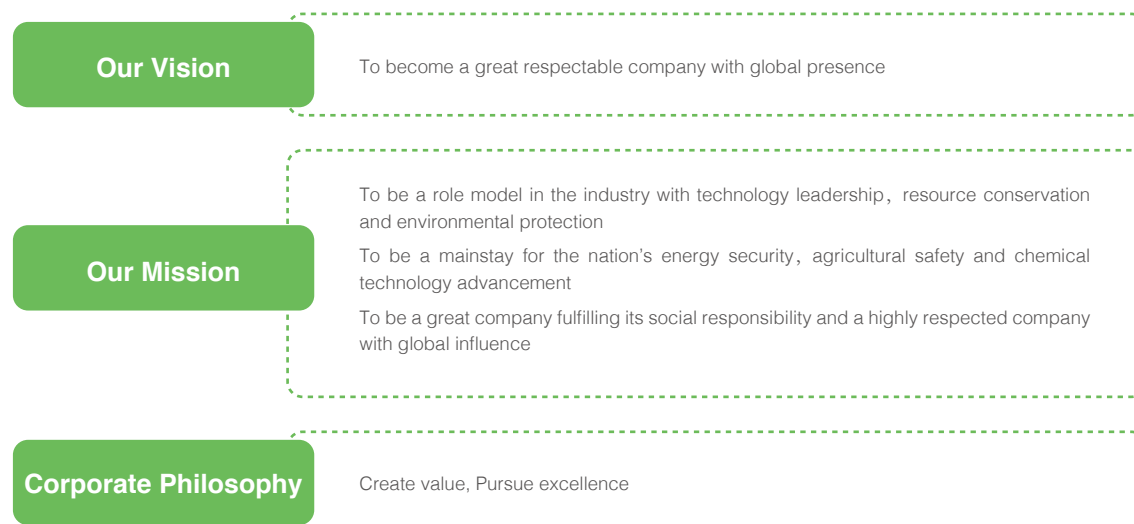 Our Vision
To become a great respectable company with global presence
Our Mission
To be a role model in the industry with technology leadership，resource conservation
and environmental protection
To be a mainstay for the nation’s energy security，agricultural safety and chemical
technology advancement
To be a great company fulfilling its social responsibility and a highly respected company
with global influence
Corporate Philosophy
Create value, Pursue excellence